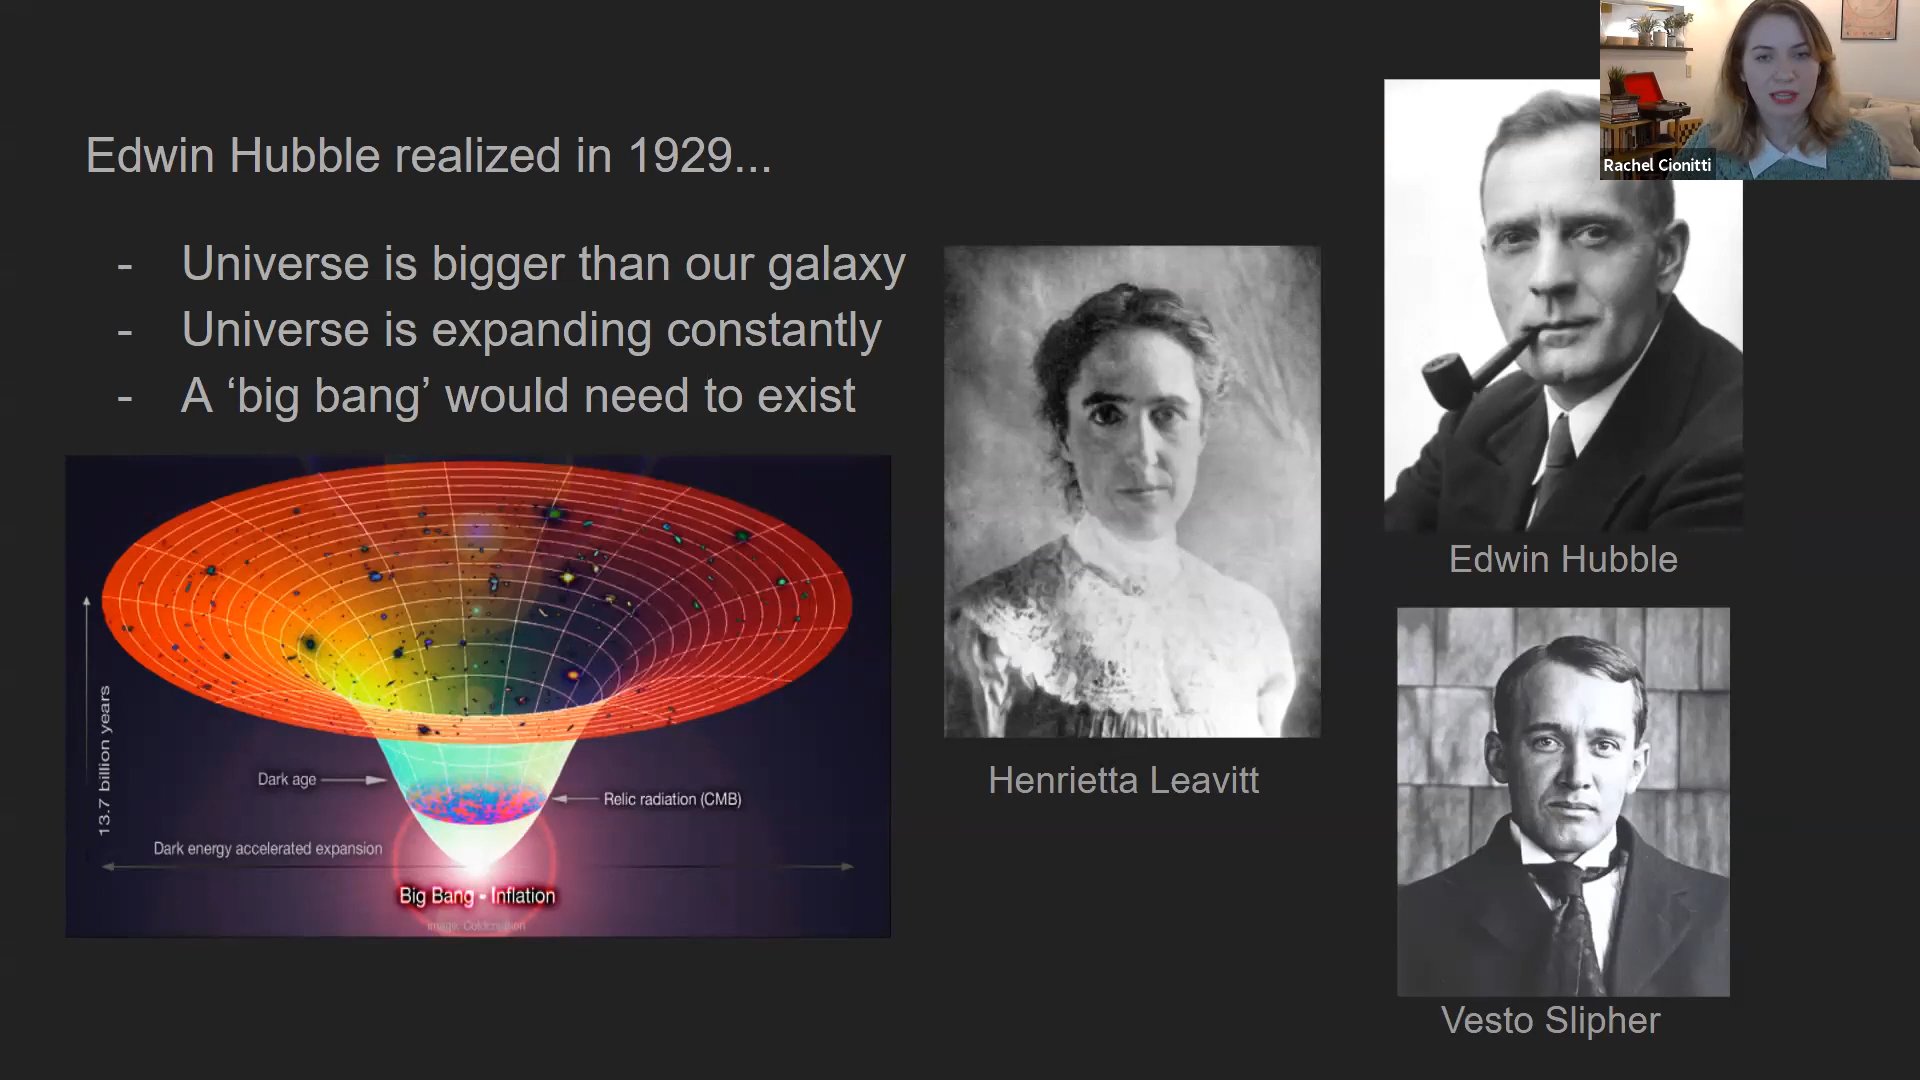 Edwin Hubble realized in 1929...
- Universe is bigger than our galaxy
- Universe is expanding constantly
- A ‘big bang’ would need to exist
13.7 billion years
Dark age
Relic radiation (CMB)
Dark energy accelerated expansion
Big Bang - Inflation
Image: Coldcreation
Henrietta Leavitt
Rachel Cionitti
Edwin Hubble
Vesto Slipher